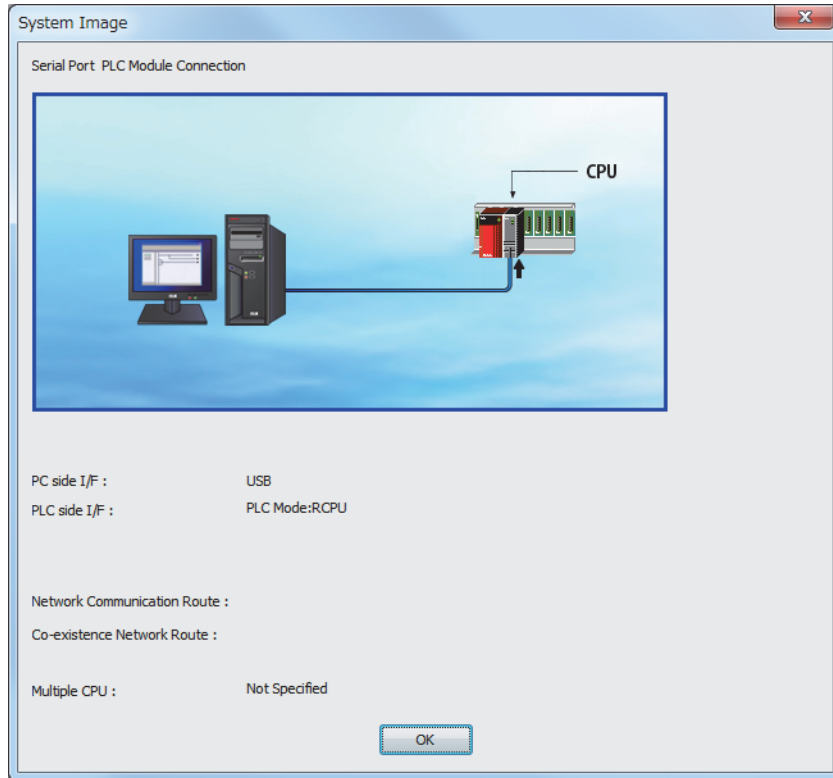 System Image
Serial Port PLC Module Connection
CPU
PC side I/F : USB
PLC side I/F : PLC Mode:RCPU
Network Communication Route :
Co-existence Network Route :
Multiple CPU : Not Specified
OK